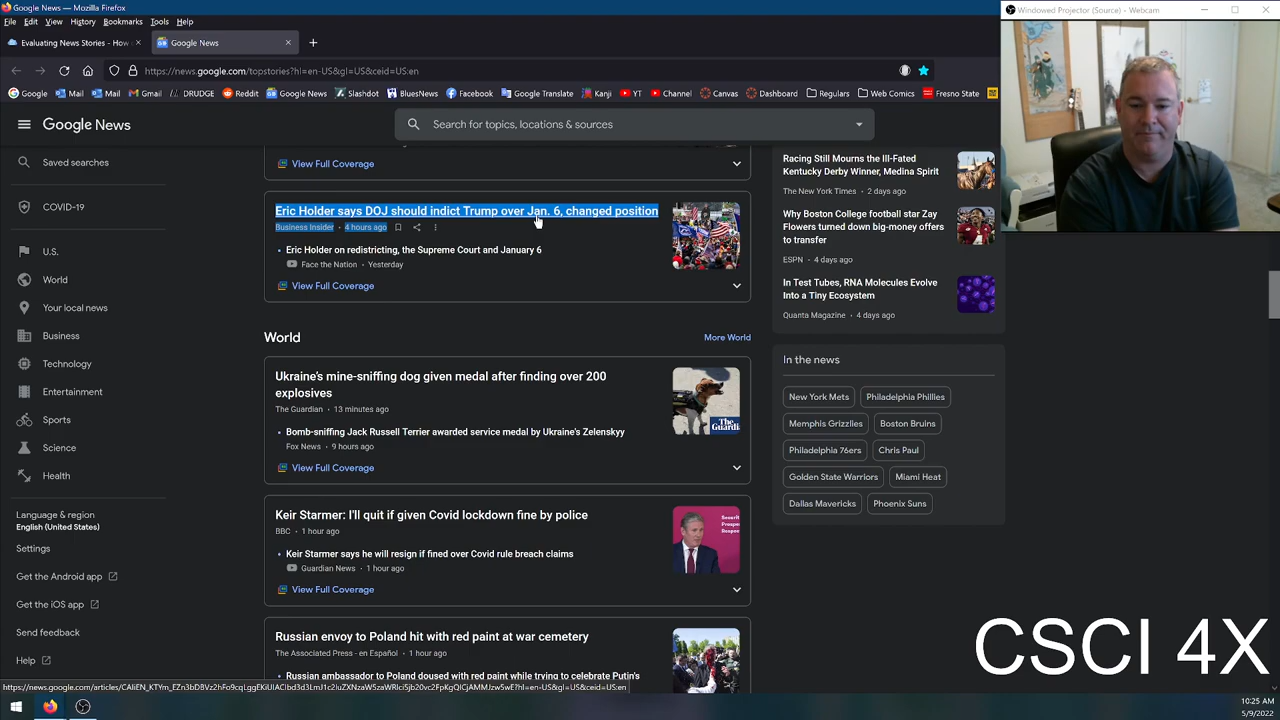 Google News — Mozilla Firefox
File Edit View History Bookmarks Tools Help
Evaluating News Stories - How
Google News
https://news.google.com/topstories?hl=en-US&gl=US&ceid=US:en
Google Mail Mail Gmail DRUDGE Reddit Google News Slashdot BlueNews Facebook Google Translate Kanji YT Channel Canvas Dashboard Regulars Web Comics Fresno State
Google News
Search for topics, locations & sources
Saved searches
COVID-19
U.S.
World
Your local news
Business
Technology
Entertainment
Sports
Science
Health
Language & region
English (United States)
Settings
Get the Android app
Get the iOS app
Send feedback
Help
View Full Coverage
Eric Holder says DOJ should indict Trump over Jan. 6, changed position
Business Insider · 4 hours ago
• Eric Holder on redistricting, the Supreme Court and January 6
Face the Nation · Yesterday
View Full Coverage
World
More World
Ukraine's mine-sniffing dog given medal after finding over 200
explosives
The Guardian · 13 minutes ago
• Bomb-sniffing Jack Russell Terrier awarded service medal by Ukraine's Zelenskyy
Fox News · 9 hours ago
View Full Coverage
Keir Starmer: I'll quit if given Covid lockdown fine by police
BBC · 1 hour ago
• Keir Starmer says he will resign if fined over Covid rule breach claims
Guardian News · 1 hour ago
View Full Coverage
Russian envoy to Poland hit with red paint at war cemetery
The Associated Press - en Español · 1 hour ago
Racing Still Mourns the Ill-Fated
Kentucky Derby Winner, Medina Spirit
The New York Times · 2 days ago
Why Boston College football star Zay
Flowers turned down big-money offers
to transfer
ESPN · 4 days ago
In Test Tubes, RNA Molecules Evolve
Into a Tiny Ecosystem
Quanta Magazine · 4 days ago
In the news
New York Mets Philadelphia Phillies
Memphis Grizzlies Boston Bruins
Philadelphia 76ers Chris Paul
Golden State Warriors Miami Heat
Dallas Mavericks Phoenix Suns
Windowed Projector (Source) - Webcam
CSCI 4X
10:25 AM
5/9/2022